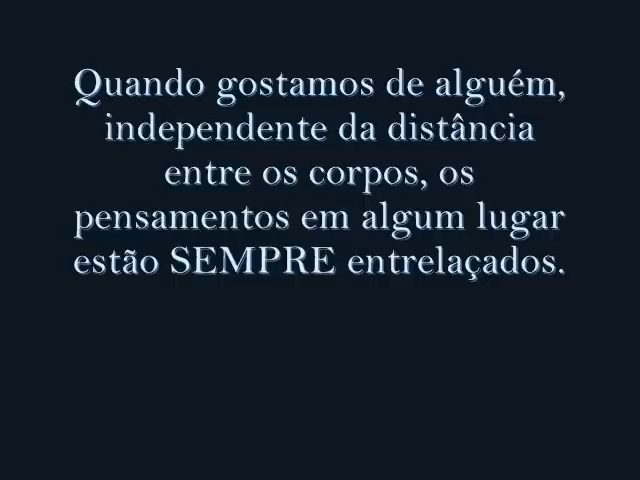 Quando gostamos de alguém,
independente da distância
entre os corpos, os
pensamentos em algum lugar
estão SEMPRE entrelaçados.